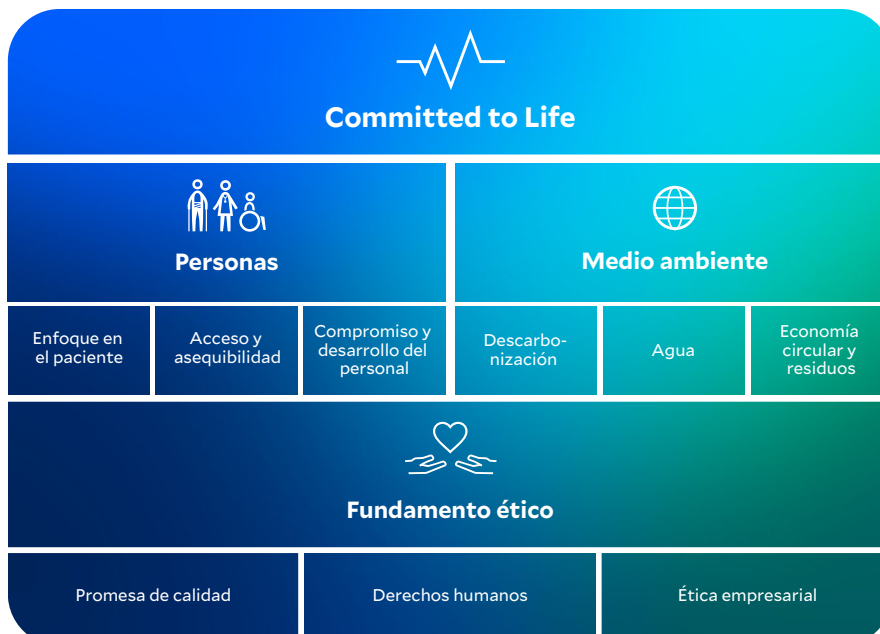 Committed to Life
Personas
Medio ambiente
Enfoque en
el paciente
Acceso y
asequibilidad
Compromiso y
desarrollo del
personal
Descarbo-
nización
Agua
Economía
circular y
residuos
Fundamento ético
Promesa de calidad
Derechos humanos
Ética empresarial